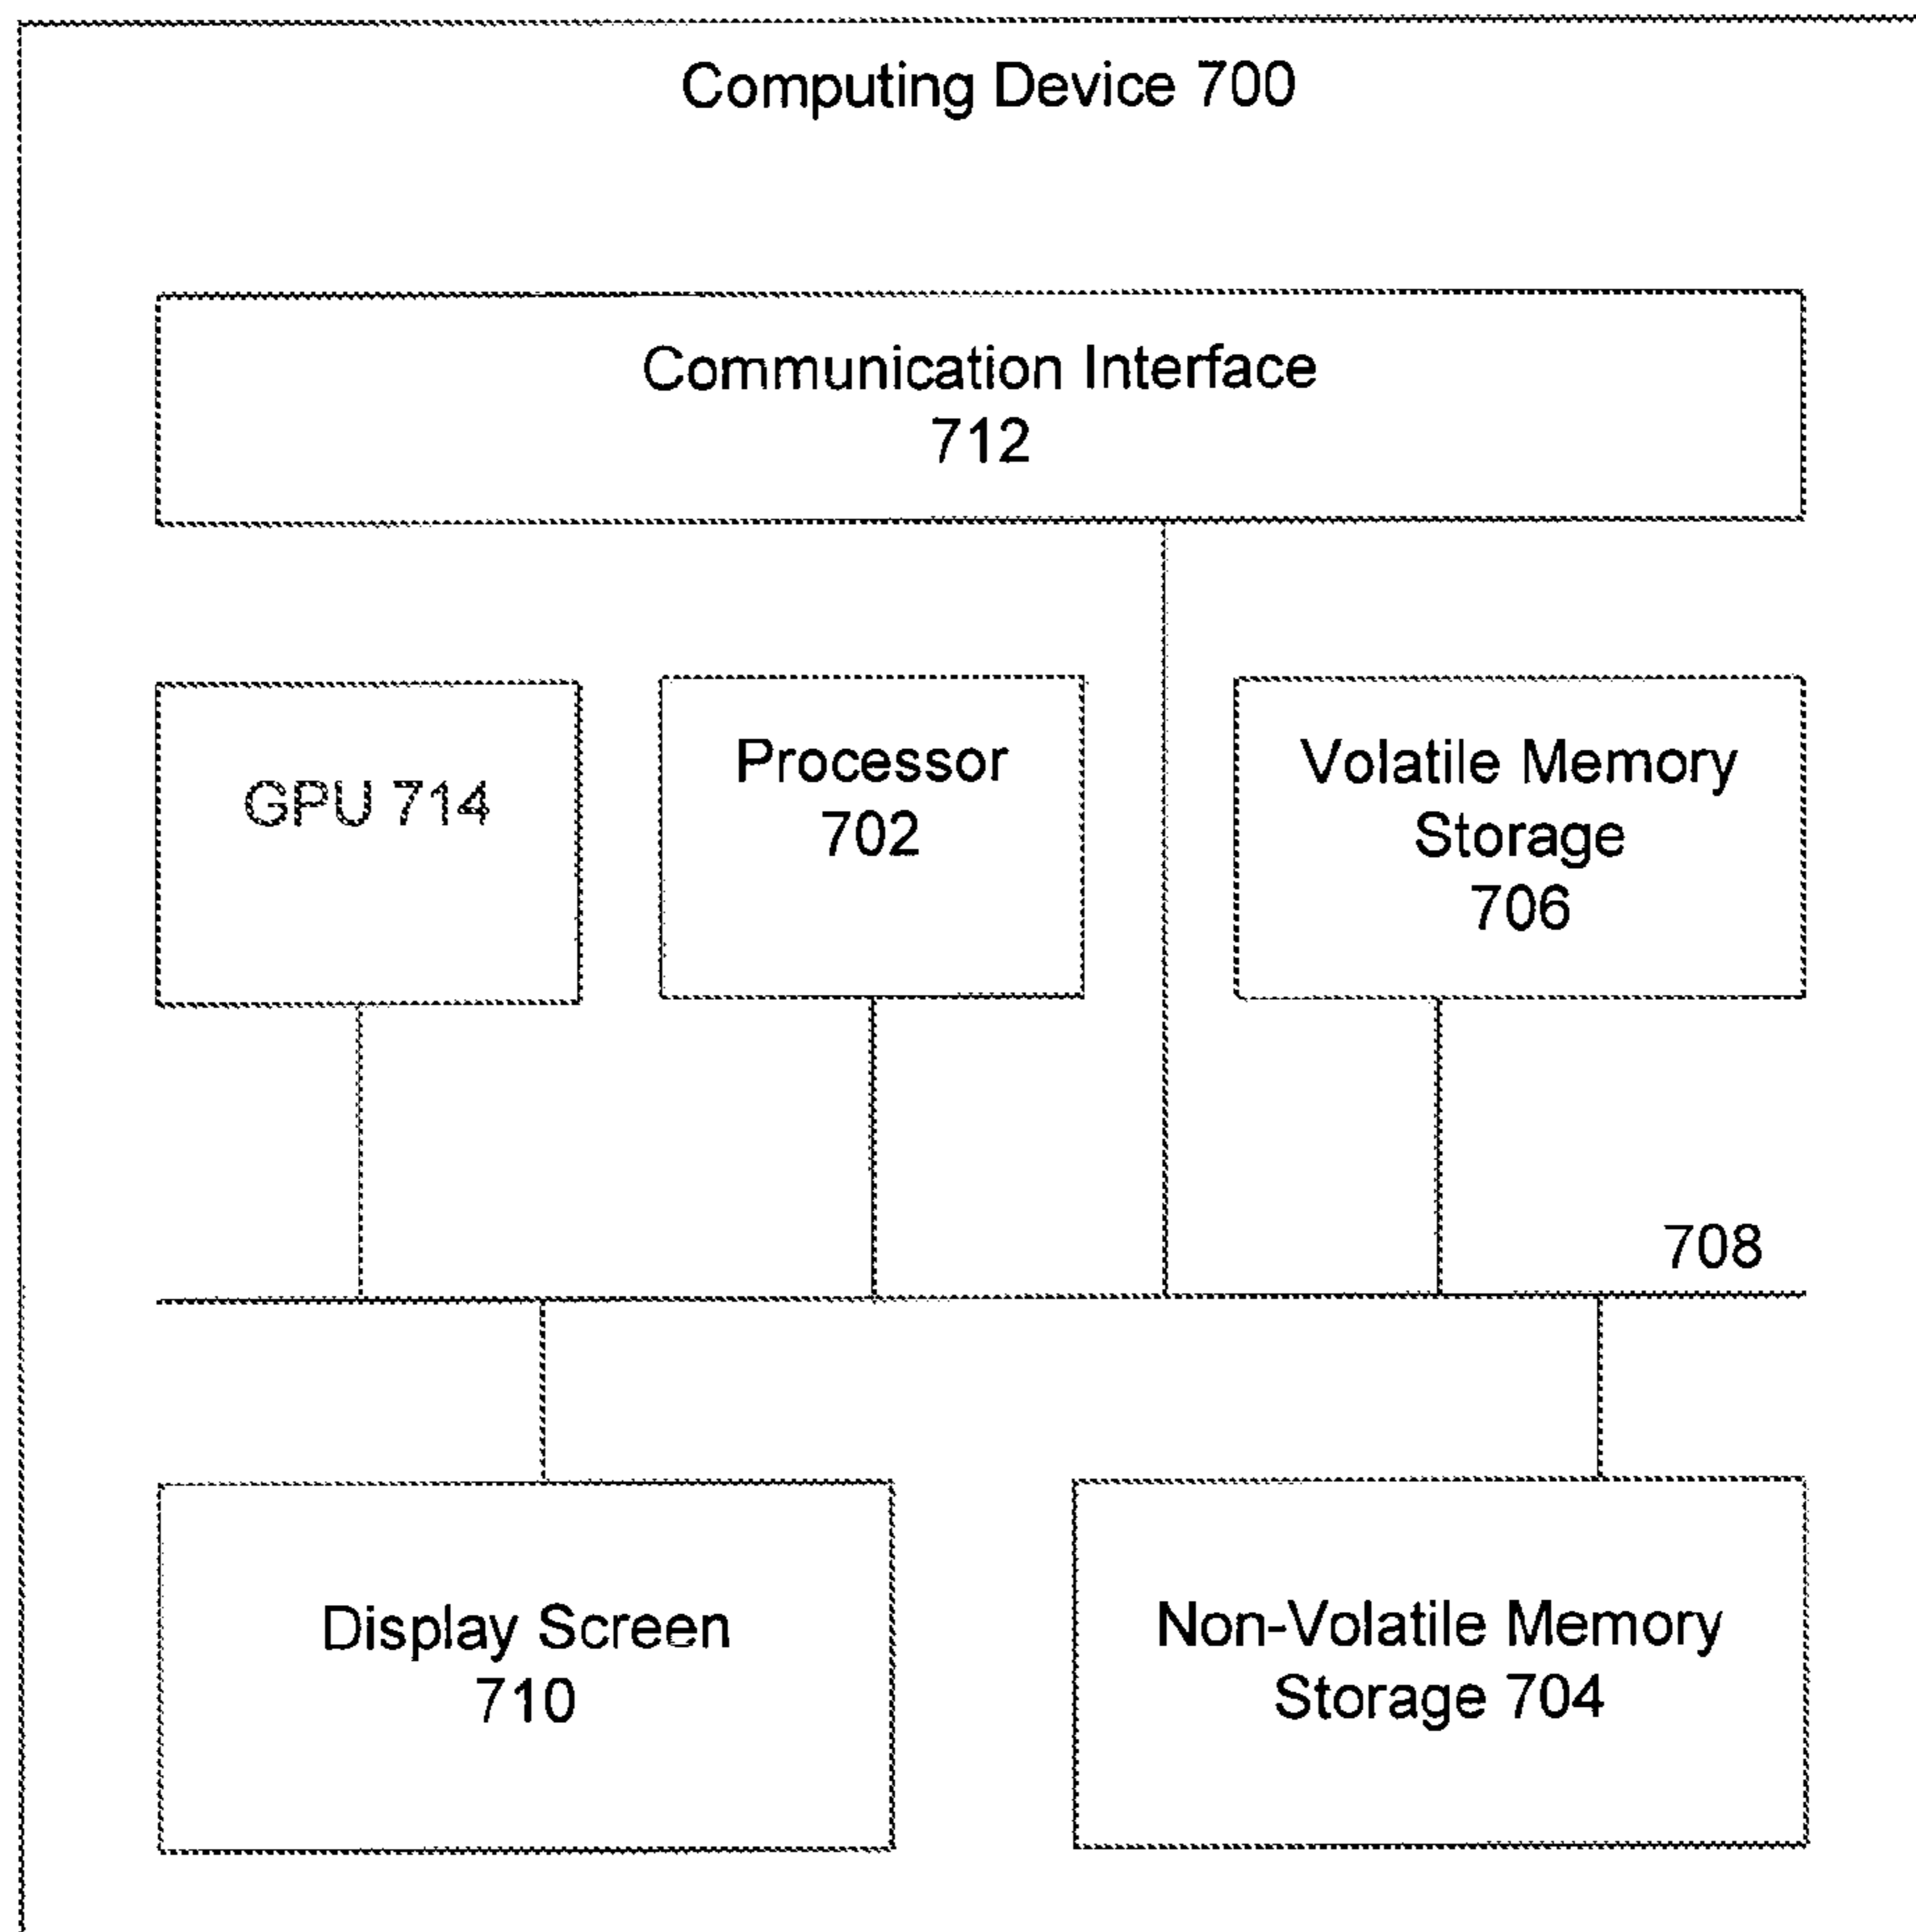 Computing Device 700
Communication Interface
712
GPU 714
Processor
702
Volatile Memory
Storage
706
708
Display Screen
710
Non-Volatile Memory
Storage 704